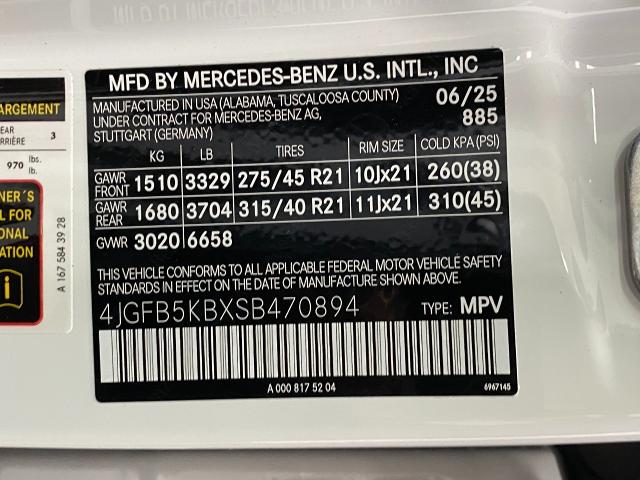 MFD BY MERCEDES-BENZ U.S. INTL., INC
MANUFACTURED IN USA (ALABAMA, TUSCALOOSA COUNTY) 06/25
UNDER CONTRACT FOR MERCEDES-BENZ AG, 885
STUTTGART (GERMANY)
KG LB TIRES RIM SIZE COLD KPA (PSI)
GAWR FRONT 1510 3329 275/45 R21 10Jx21 260(38)
GAWR REAR 1680 3704 315/40 R21 11Jx21 310(45)
GVWR 3020 6658
THIS VEHICLE CONFORMS TO ALL APPLICABLE FEDERAL MOTOR VEHICLE SAFETY
STANDARDS IN EFFECT ON THE DATE OF MANUFACTURE SHOWN ABOVE.
4JGFB5KBXSB470894 TYPE: MPV
A 000 817 52 04 6967145
ARGEMENT
EAR 3
RRIÈRE
970 lbs.
lb.
NER´S
L FOR
ONAL
ATION
i
A 167 584 39 28